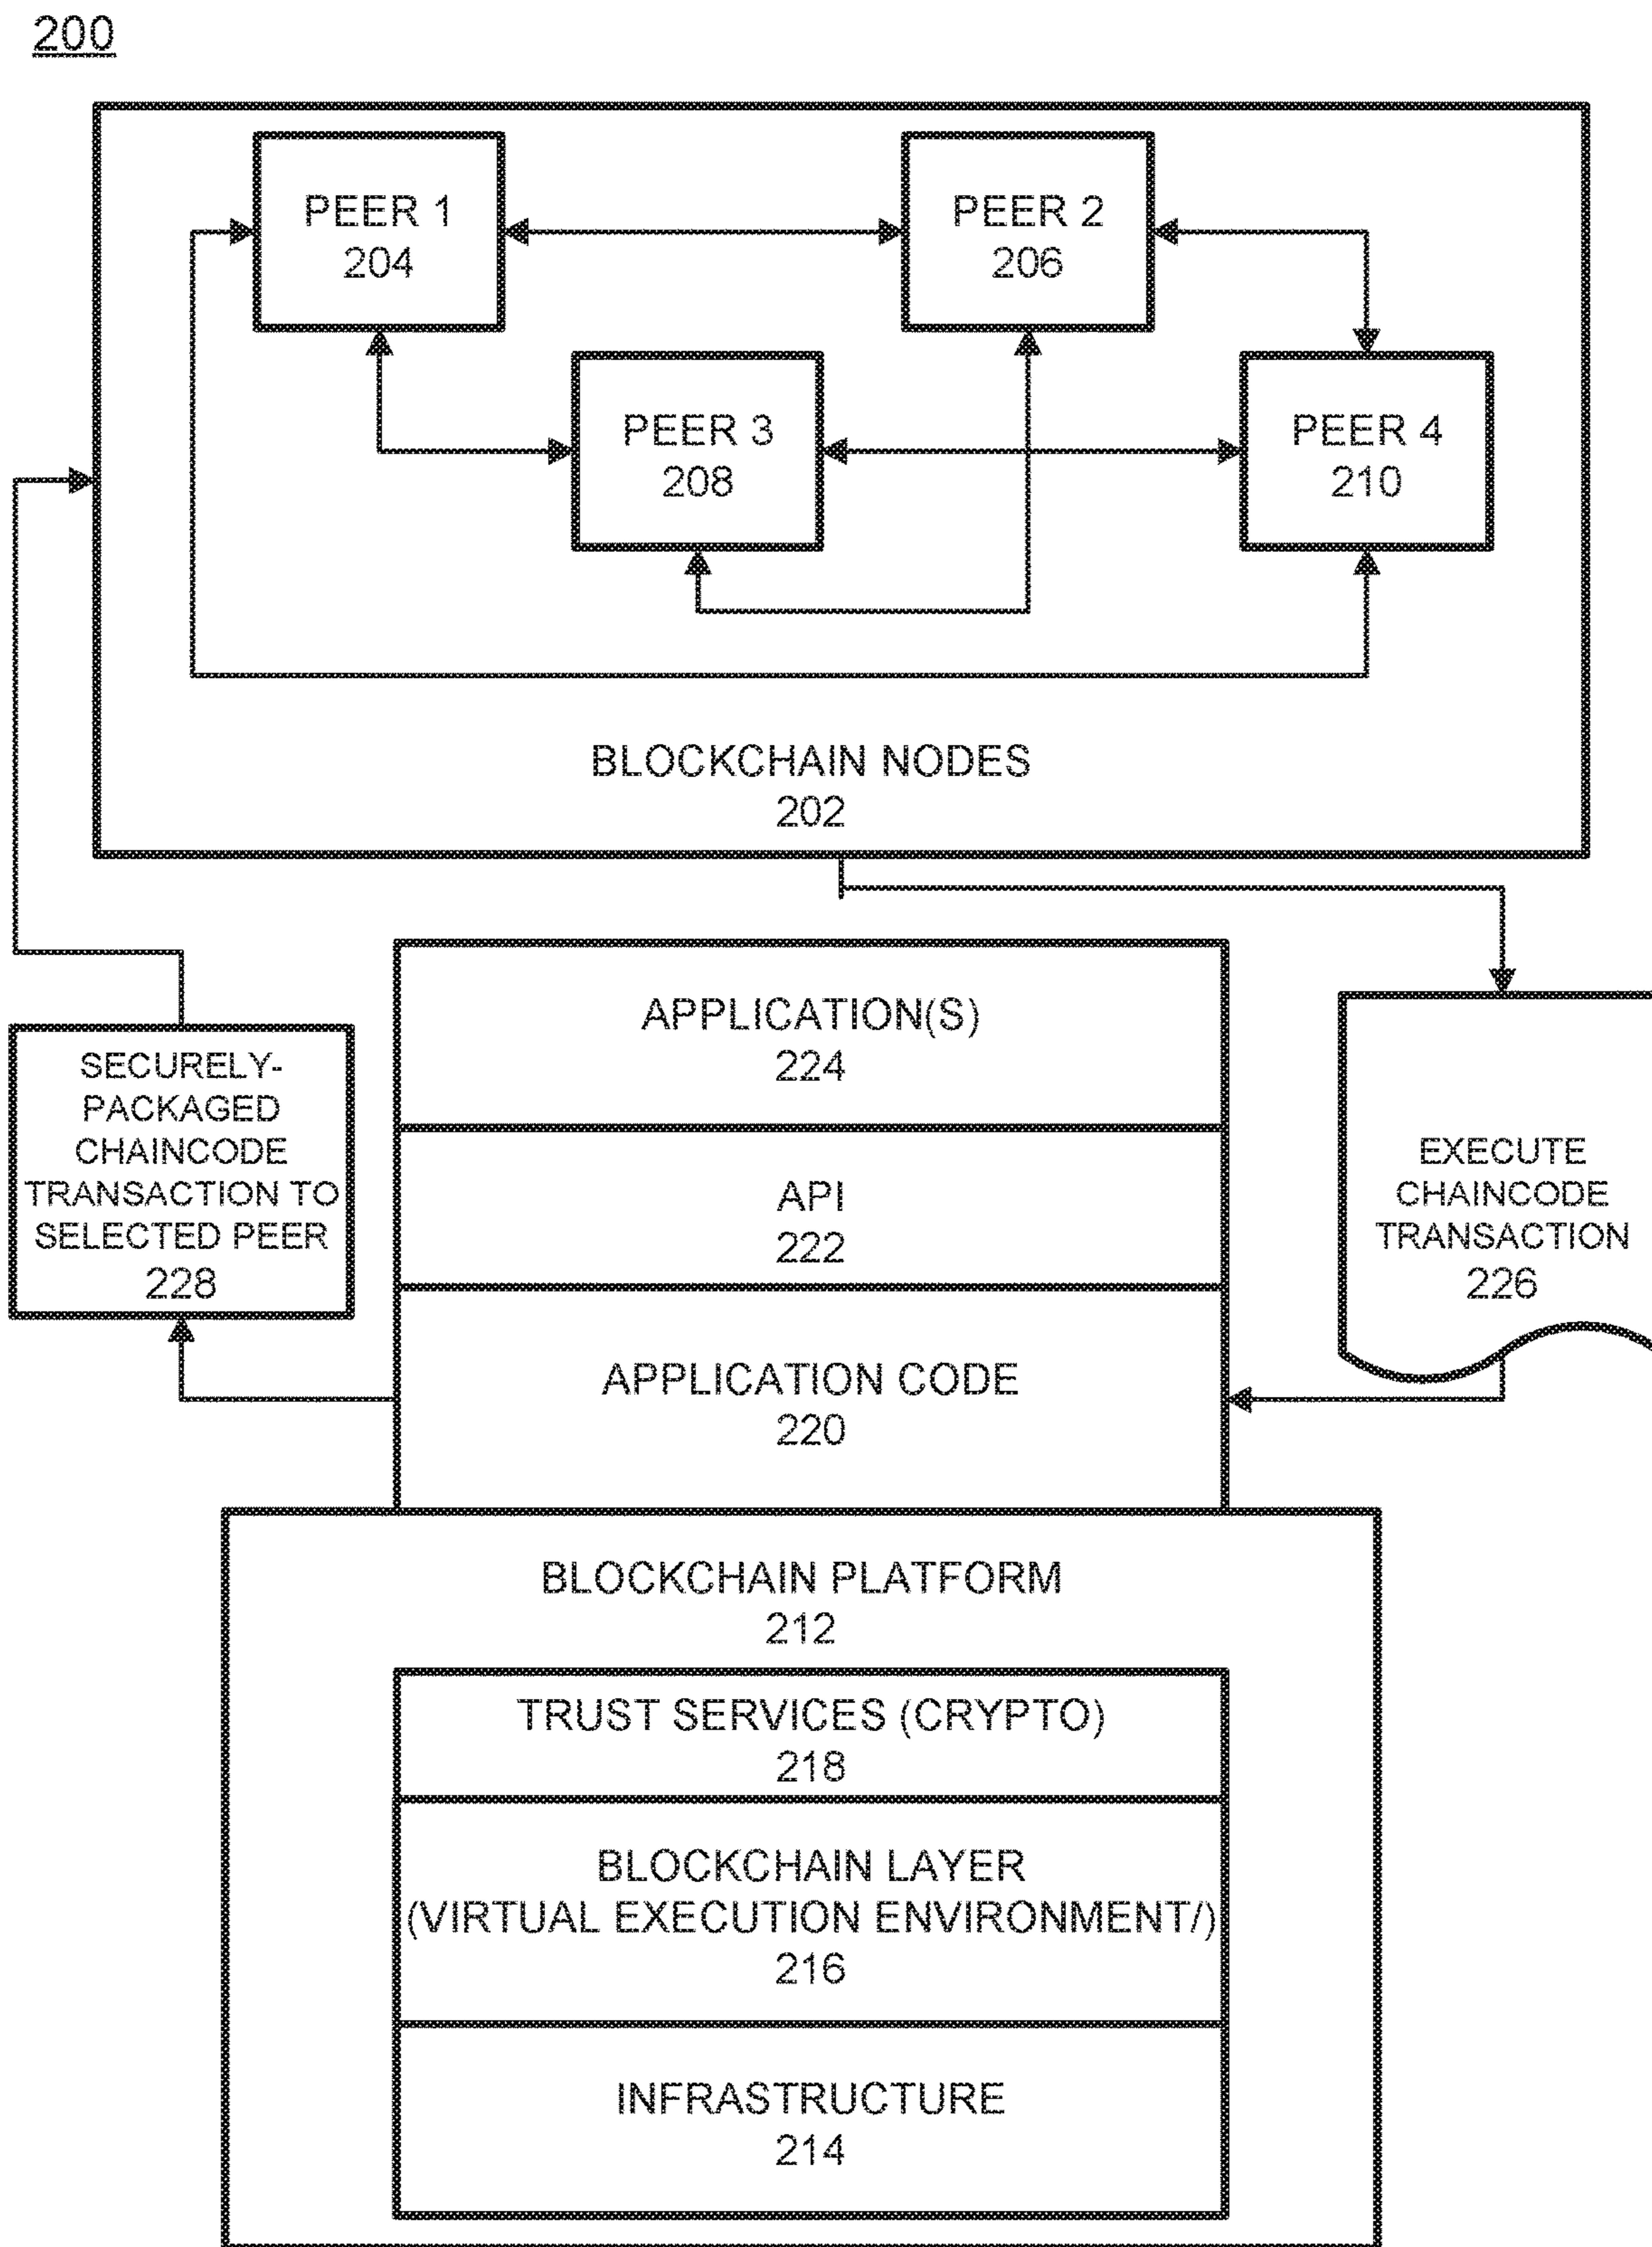 200
PEER 1
204
PEER 2
206
PEER 3
208
PEER 4
210
BLOCKCHAIN NODES
202
APPLICATION(S)
224
SECURELY-
PACKAGED
CHAINCODE
TRANSACTION TO
SELECTED PEER
228
API
222
EXECUTE
CHAINCODE
TRANSACTION
226
APPLICATION CODE
220
BLOCKCHAIN PLATFORM
212
TRUST SERVICES (CRYPTO)
218
BLOCKCHAIN LAYER
(VIRTUAL EXECUTION ENVIRONMENT/)
216
INFRASTRUCTURE
214